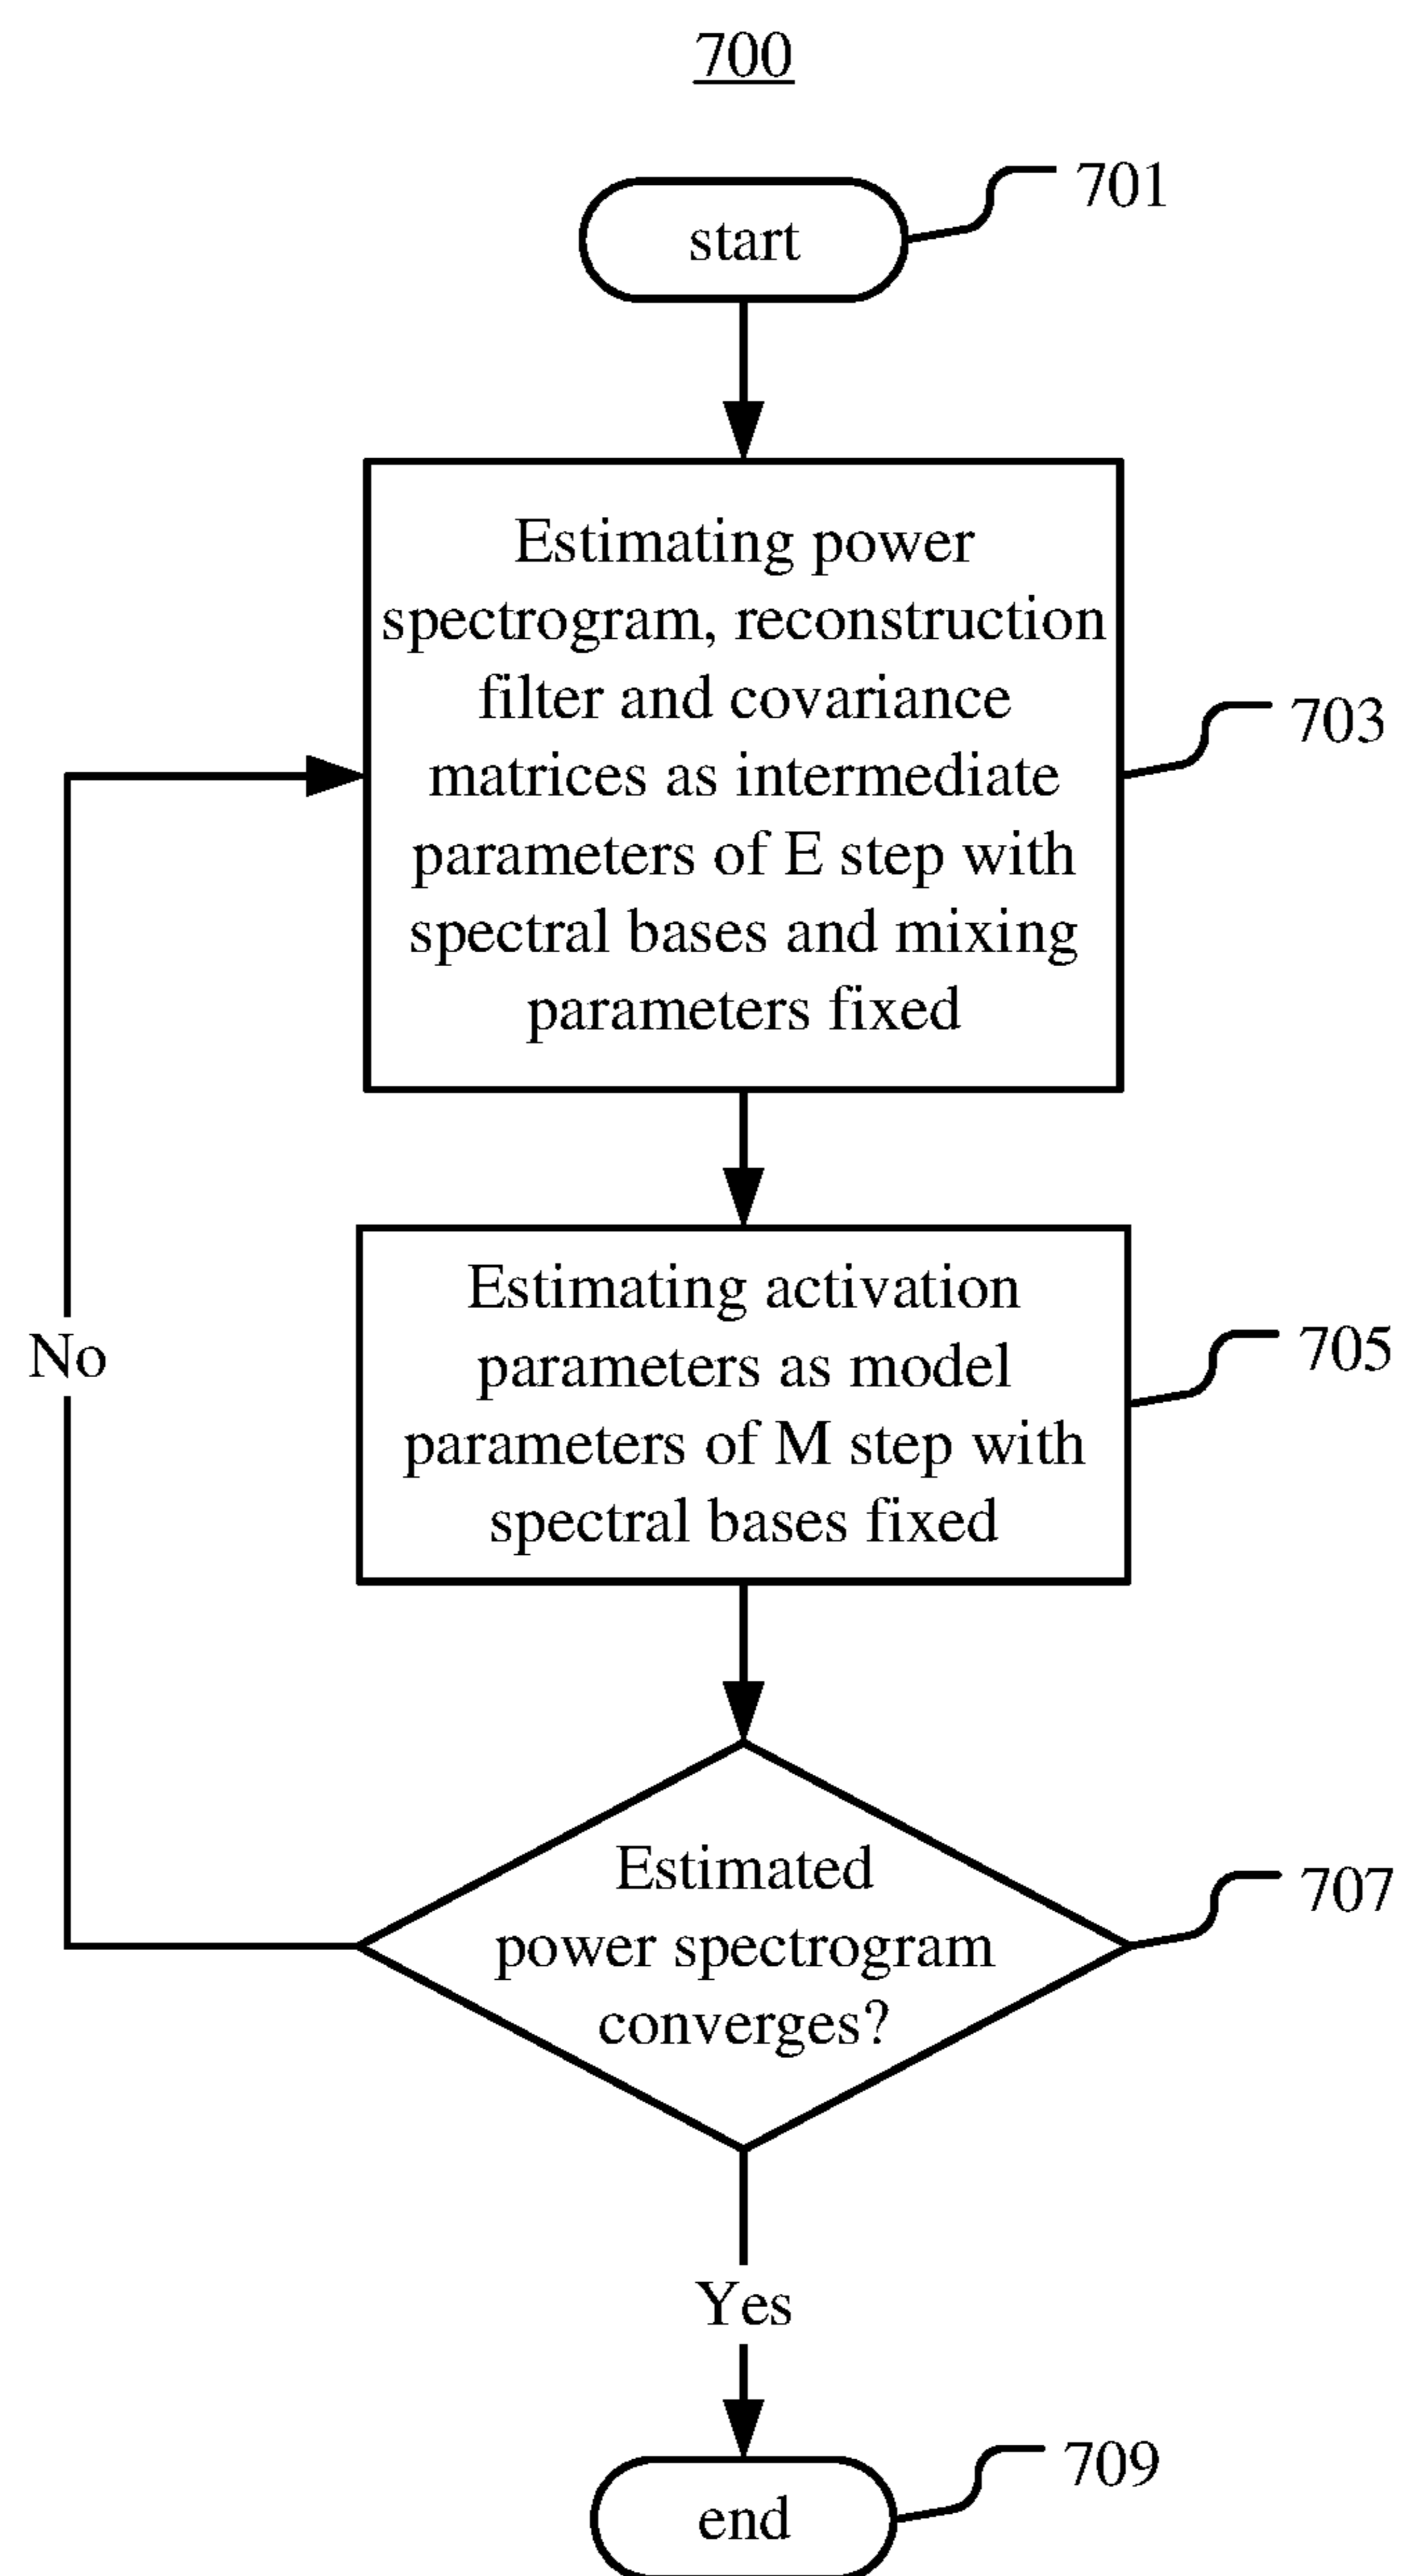 700
start
701
Estimating power
spectrogram, reconstruction
filter and covariance
matrices as intermediate
parameters of E step with
spectral bases and mixing
parameters fixed
703
Estimating activation
parameters as model
parameters of M step with
spectral bases fixed
705
No
Estimated
power spectrogram
converges?
707
Yes
end
709